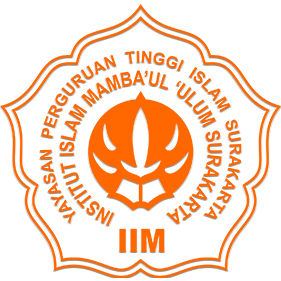 YAYASAN PERGURUAN TINGGI ISLAM SURAKARTA
INSTITUT ISLAM MAMBA'UL 'ULUM SURAKARTA
IIM